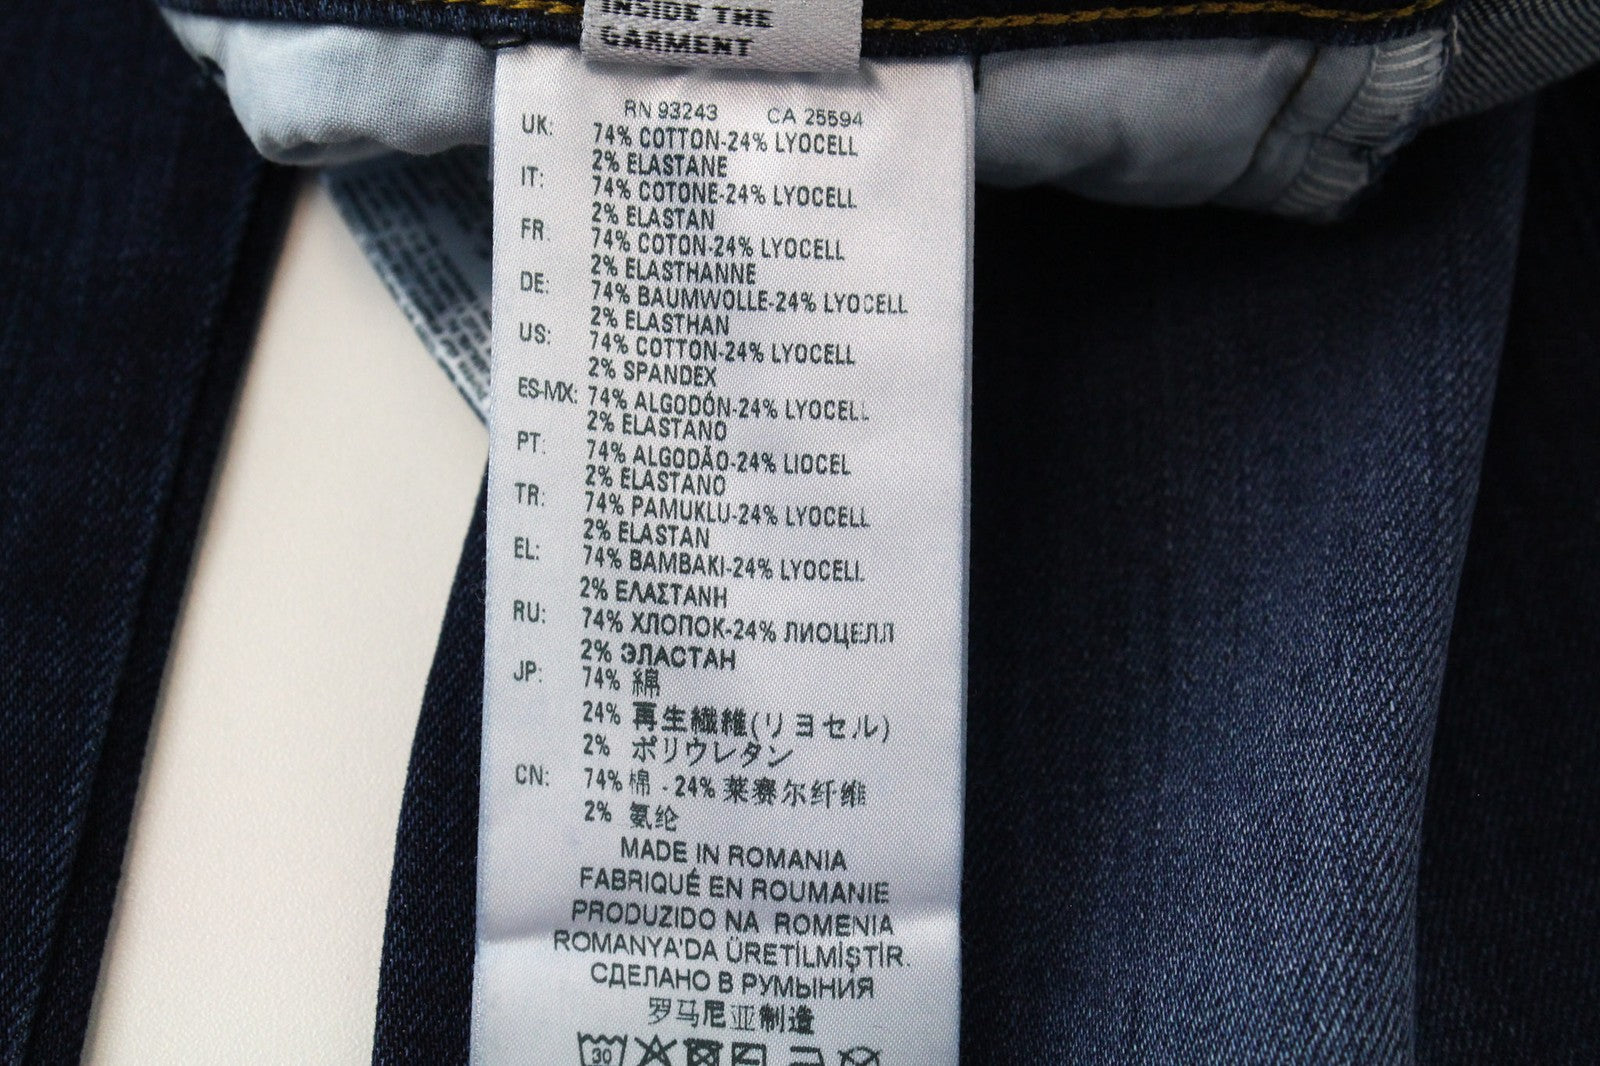 INSIDE THE
GARMENT
RN 93243 CA 25594
UK: 74% COTTON-24% LYOCELL
2% ELASTANE
IT: 74% COTONE-24% LYOCELL
2% ELASTAN
FR: 74% COTON-24% LYOCELL
2% ELASTHANNE
DE: 74% BAUMWOLLE-24% LYOCELL
2% ELASTHAN
US: 74% COTTON-24% LYOCELL
2% SPANDEX
ES-MX: 74% ALGODÓN-24% LYOCELL
2% ELASTANO
PT: 74% ALGODÃO-24% LIOCEL
2% ELASTANO
TR: 74% PAMUKLU-24% LYOCELL
2% ELASTAN
EL: 74% BAMBAKI-24% LYOCELL
2% ΕΛΑΣΤΑΝΗ
RU: 74% ХЛОПОК-24% ЛИОЦЕЛЛ
2% ЭЛАСТАН
JP: 74% 綿
24% 再生繊維(リヨセル)
2% ポリウレタン
CN: 74% 棉 - 24% 莱赛尔纤维
2% 氨纶
MADE IN ROMANIA
FABRIQUÉ EN ROUMANIE
PRODUZIDO NA ROMENIA
ROMANYA'DA ÜRETİLMİŞTİR.
СДЕЛАНО В РУМЫНИЯ
罗马尼亚制造
30